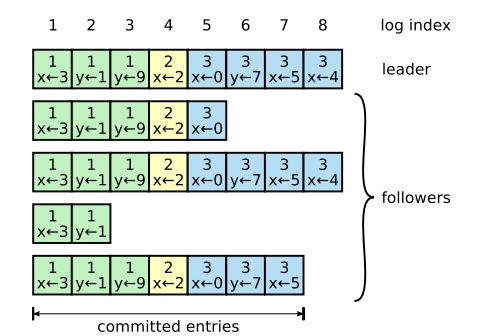 1 2 3 4 5 6 7 8 log index
1 1 1 2 3 3 3 3
x←3 y←1 y←9 x←2 x←0 y←7 x←5 x←4
leader
1 1 1 2 3
x←3 y←1 y←9 x←2 x←0
1 1 1 2 3 3 3 3
x←3 y←1 y←9 x←2 x←0 y←7 x←5 x←4
followers
1 1
x←3 y←1
1 1 1 2 3 3 3
x←3 y←1 y←9 x←2 x←0 y←7 x←5
committed entries